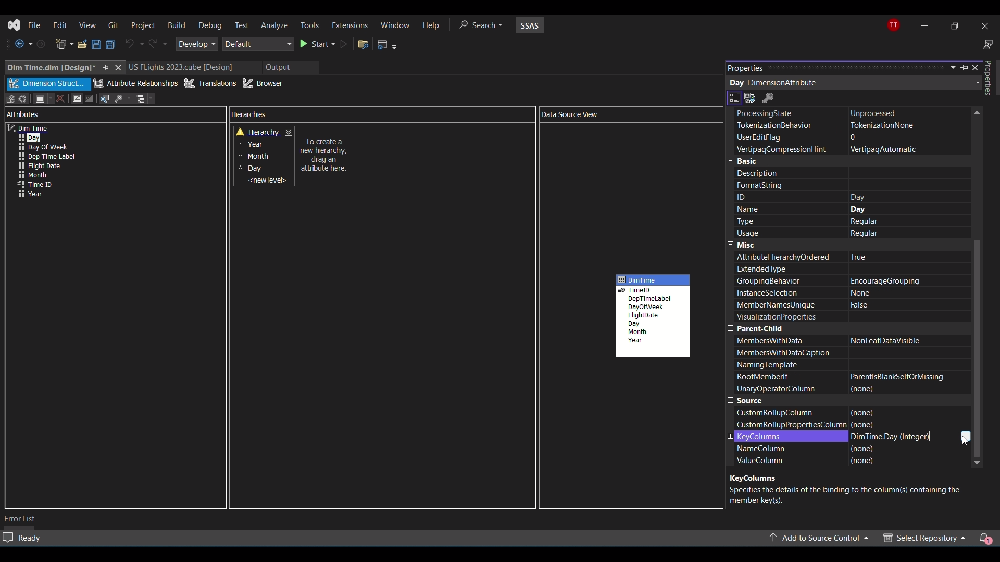 File Edit View Git Project Build Debug Test Analyze Tools Extensions Window Help Search SSAS TT
Develop Default Start
Dim Time.dim [Design]* US FLights 2023.cube [Design] Output
Dimension Struct... Attribute Relationships Translations Browser
Attributes
Dim Time
Day
Day Of Week
Dep Time Label
Flight Date
Month
Time ID
Year
Hierarchies
Hierarchy
Year
Month
Day
<new level>
To create a
new hierarchy,
drag an
attribute here.
Data Source View
DimTime
TimeID
DepTimeLabel
DayOfWeek
FlightDate
Day
Month
Year
Properties
Day DimensionAttribute
ProcessingState Unprocessed
TokenizationBehavior TokenizationNone
UserEditFlag 0
VertipaqCompressionHint VertipaqAutomatic
Basic
Description
FormatString
ID Day
Name Day
Type Regular
Usage Regular
Misc
AttributeHierarchyOrdered True
ExtendedType
GroupingBehavior EncourageGrouping
InstanceSelection None
MemberNamesUnique False
VisualizationProperties
Parent-Child
MembersWithData NonLeafDataVisible
MembersWithDataCaption
NamingTemplate
RootMemberIf ParentIsBlankSelfOrMissing
UnaryOperatorColumn (none)
Source
CustomRollupColumn (none)
CustomRollupPropertiesColumn (none)
KeyColumns DimTime.Day (Integer)
NameColumn (none)
ValueColumn (none)
KeyColumns
Specifies the details of the binding to the column(s) containing the
member key(s).
Properties
Error List
Ready Add to Source Control Select Repository 1